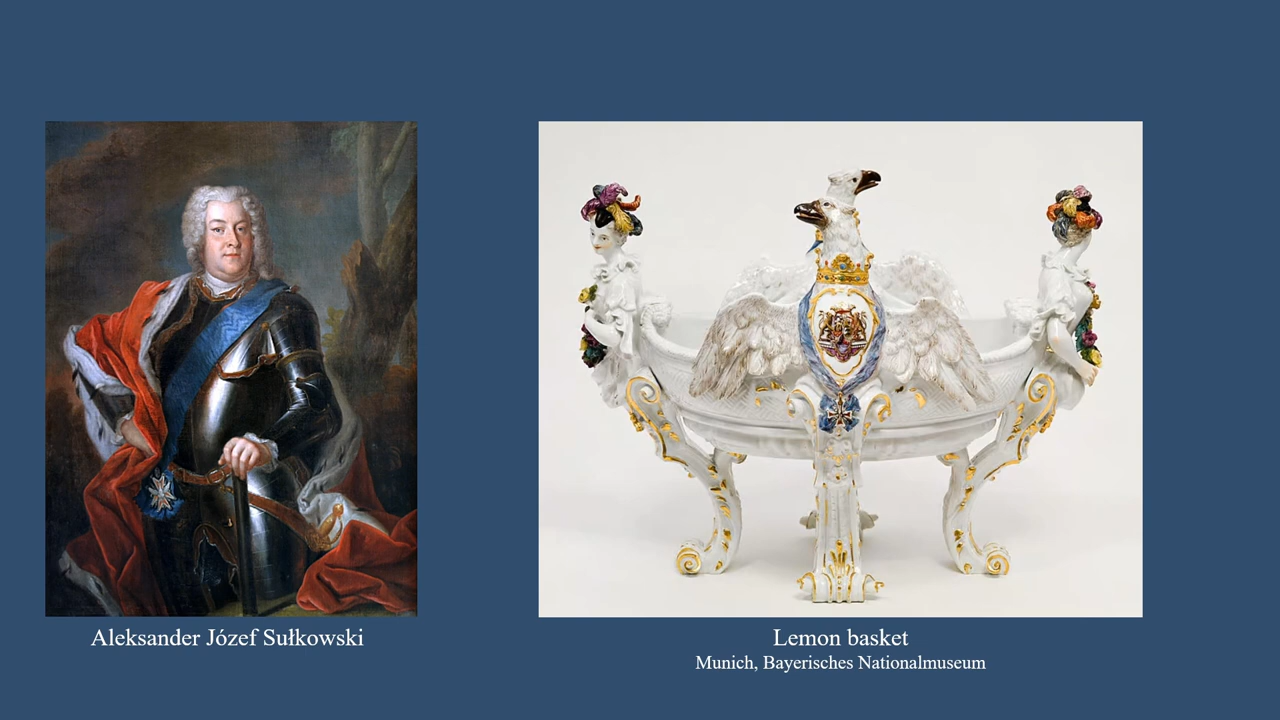 Aleksander Józef Sułkowski
Lemon basket
Munich, Bayerisches Nationalmuseum